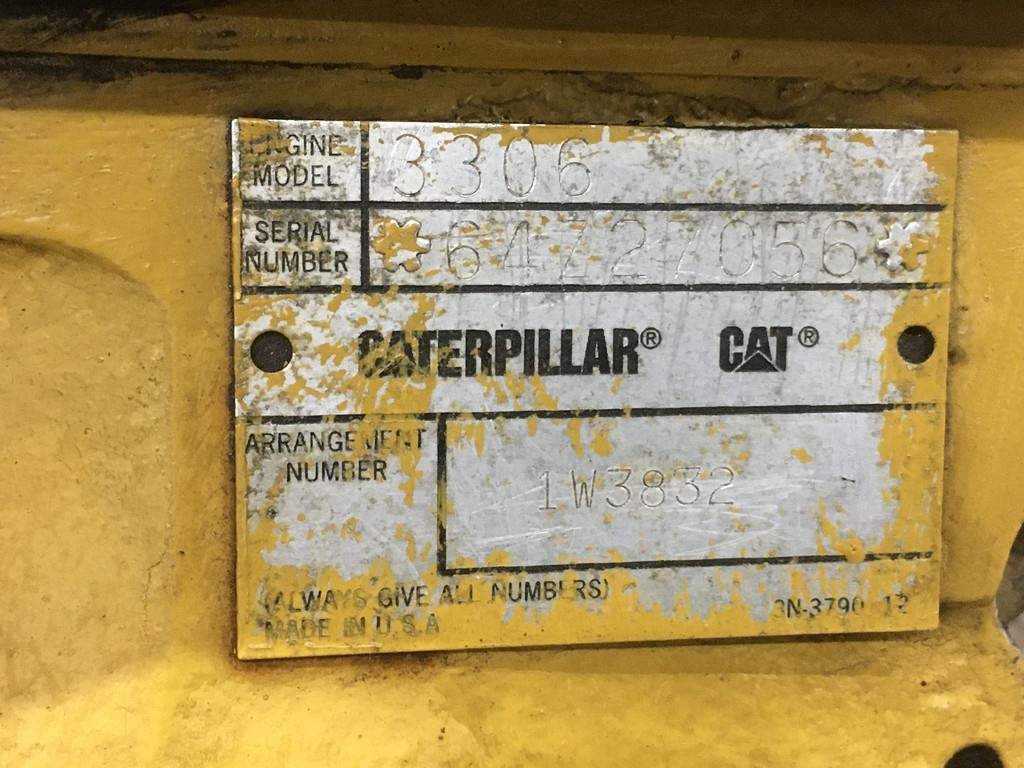 ENGINE
MODEL 3306
SERIAL
NUMBER *64Z27056*
CATERPILLAR® CAT®
ARRANGEMENT
NUMBER
1W3832
(ALWAYS GIVE ALL NUMBERS)
MADE IN U.S.A
3N-3790 12